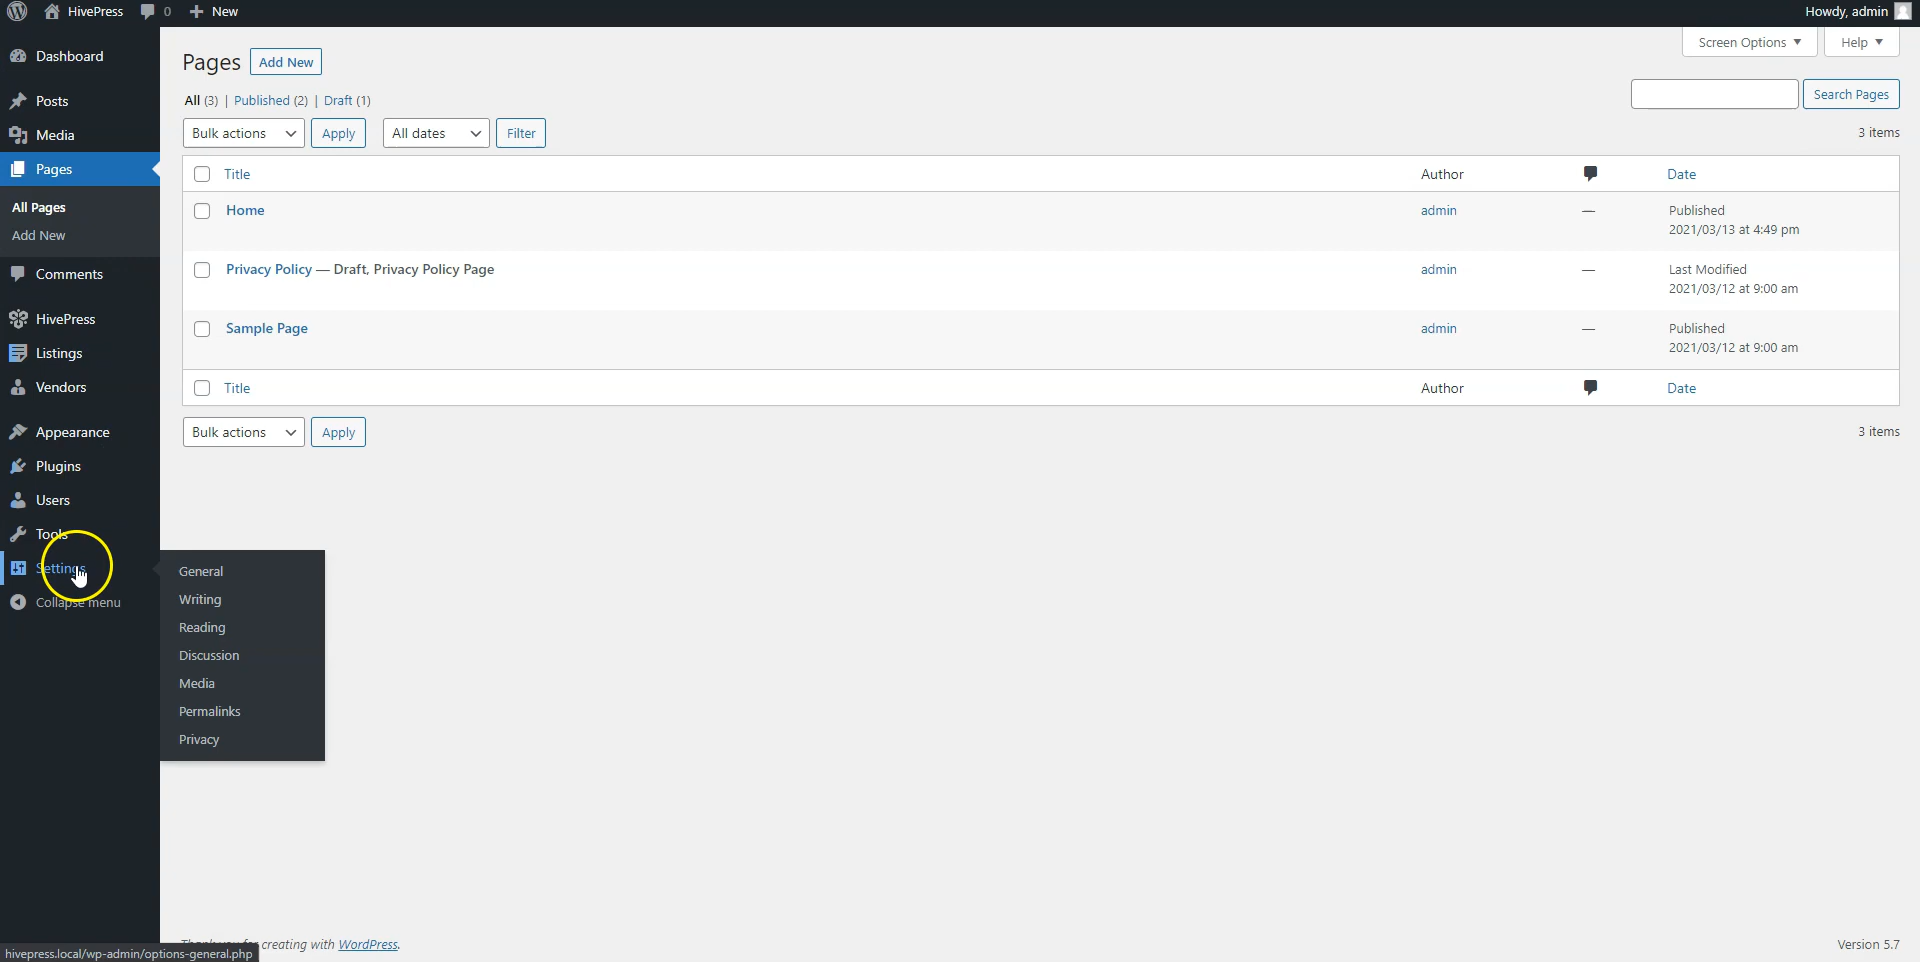 HivePress 0 New Howdy, admin
Screen Options Help
Dashboard
Posts
Media
Pages
All Pages
Add New
Comments
HivePress
Listings
Vendors
Appearance
Plugins
Users
Tools
Settings
Collapse menu
General
Writing
Reading
Discussion
Media
Permalinks
Privacy
Pages Add New
All (3) | Published (2) | Draft (1)
Search Pages
Bulk actions Apply All dates Filter 3 items
Title Author Date
Home admin — Published
2021/03/13 at 4:49 pm
Privacy Policy — Draft, Privacy Policy Page admin — Last Modified
2021/03/12 at 9:00 am
Sample Page admin — Published
2021/03/12 at 9:00 am
Title Author Date
Bulk actions Apply 3 items
creating with WordPress. Version 5.7
hivepress.local/wp-admin/options-general.php